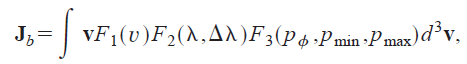 J_b = ∫ vF_1(υ)F_2(λ,Δλ)F_3(p_ϕ,p_min,p_max)d^3v,